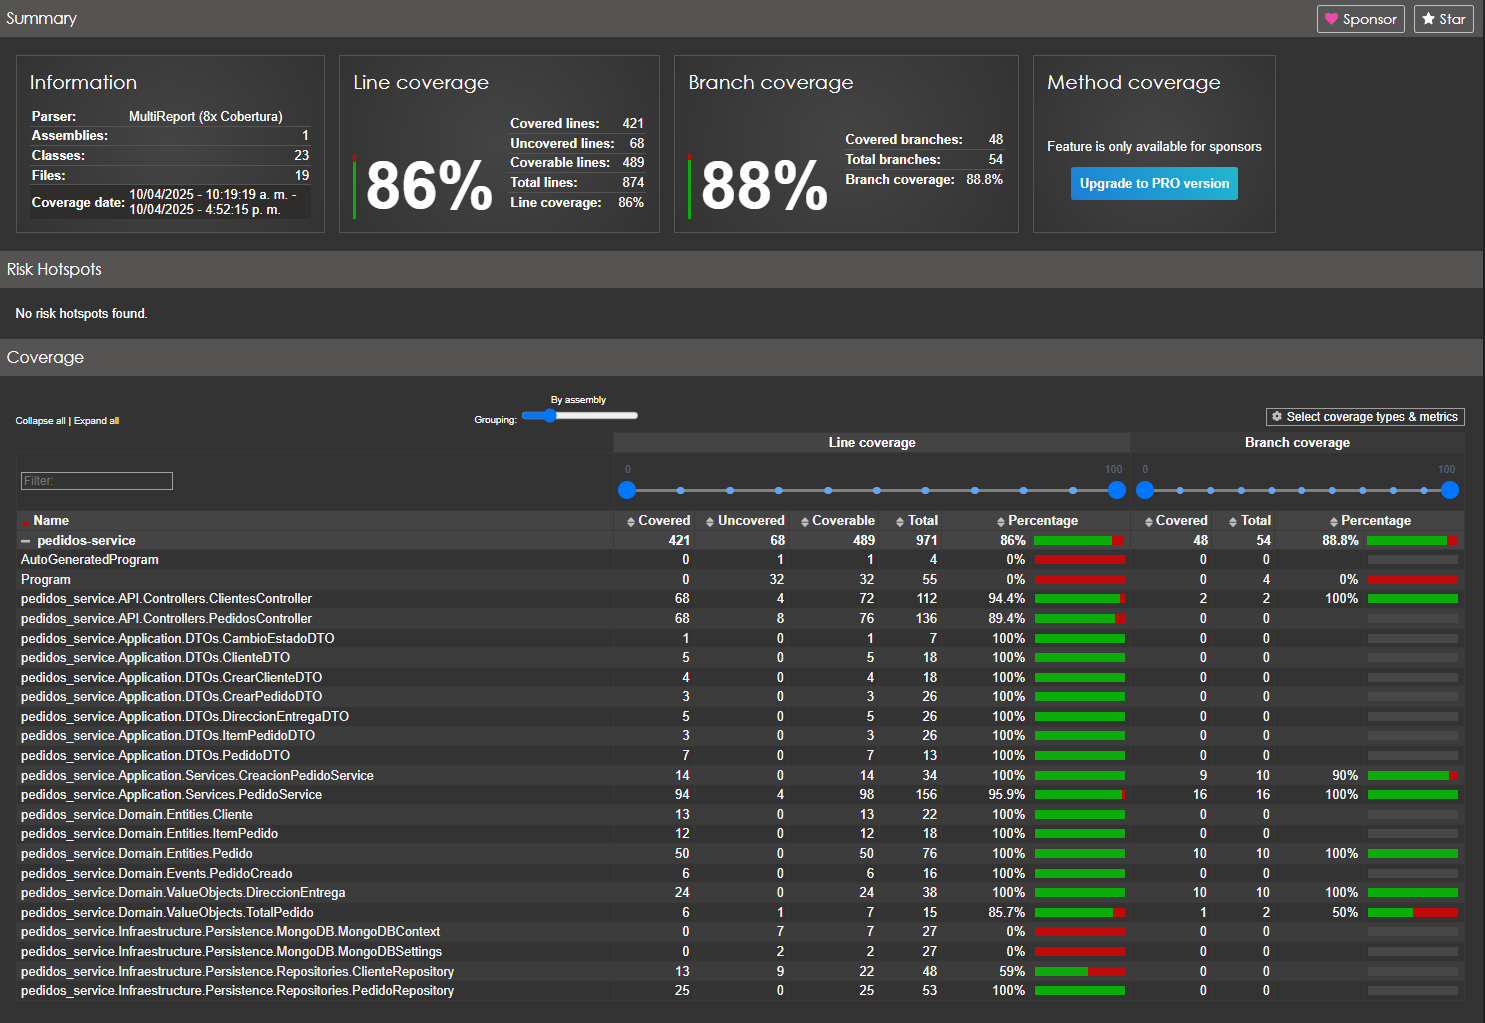 Summary
Sponsor
Star
Information
Parser: MultiReport (8x Cobertura)
Assemblies: 1
Classes: 23
Files: 19
Coverage date: 10/04/2025 - 10:19:19 a. m. -
10/04/2025 - 4:52:15 p. m.
Line coverage
86%
Covered lines: 421
Uncovered lines: 68
Coverable lines: 489
Total lines: 874
Line coverage: 86%
Branch coverage
88%
Covered branches: 48
Total branches: 54
Branch coverage: 88.8%
Method coverage
Feature is only available for sponsors
Upgrade to PRO version
Risk Hotspots
No risk hotspots found.
Coverage
Collapse all | Expand all
By assembly
Grouping:
Select coverage types & metrics
Line coverage Branch coverage
Filter:
0 100 0 100
Name Covered Uncovered Coverable Total Percentage Covered Total Percentage
pedidos-service 421 68 489 971 86% 48 54 88.8%
AutoGeneratedProgram 0 1 1 4 0% 0 0
Program 0 32 32 55 0% 0 4 0%
pedidos_service.API.Controllers.ClientesController 68 4 72 112 94.4% 2 2 100%
pedidos_service.API.Controllers.PedidosController 68 8 76 136 89.4% 0 0
pedidos_service.Application.DTOs.CambioEstadoDTO 1 0 1 7 100% 0 0
pedidos_service.Application.DTOs.ClienteDTO 5 0 5 18 100% 0 0
pedidos_service.Application.DTOs.CrearClienteDTO 4 0 4 18 100% 0 0
pedidos_service.Application.DTOs.CrearPedidoDTO 3 0 3 26 100% 0 0
pedidos_service.Application.DTOs.DireccionEntregaDTO 5 0 5 26 100% 0 0
pedidos_service.Application.DTOs.ItemPedidoDTO 3 0 3 26 100% 0 0
pedidos_service.Application.DTOs.PedidoDTO 7 0 7 13 100% 0 0
pedidos_service.Application.Services.CreacionPedidoService 14 0 14 34 100% 9 10 90%
pedidos_service.Application.Services.PedidoService 94 4 98 156 95.9% 16 16 100%
pedidos_service.Domain.Entities.Cliente 13 0 13 22 100% 0 0
pedidos_service.Domain.Entities.ItemPedido 12 0 12 18 100% 0 0
pedidos_service.Domain.Entities.Pedido 50 0 50 76 100% 10 10 100%
pedidos_service.Domain.Events.PedidoCreado 6 0 6 16 100% 0 0
pedidos_service.Domain.ValueObjects.DireccionEntrega 24 0 24 38 100% 10 10 100%
pedidos_service.Domain.ValueObjects.TotalPedido 6 1 7 15 85.7% 1 2 50%
pedidos_service.Infraestructure.Persistence.MongoDB.MongoDBContext 0 7 7 27 0% 0 0
pedidos_service.Infraestructure.Persistence.MongoDB.MongoDBSettings 0 2 2 27 0% 0 0
pedidos_service.Infraestructure.Persistence.Repositories.ClienteRepository 13 9 22 48 59% 0 0
pedidos_service.Infraestructure.Persistence.Repositories.PedidoRepository 25 0 25 53 100% 0 0